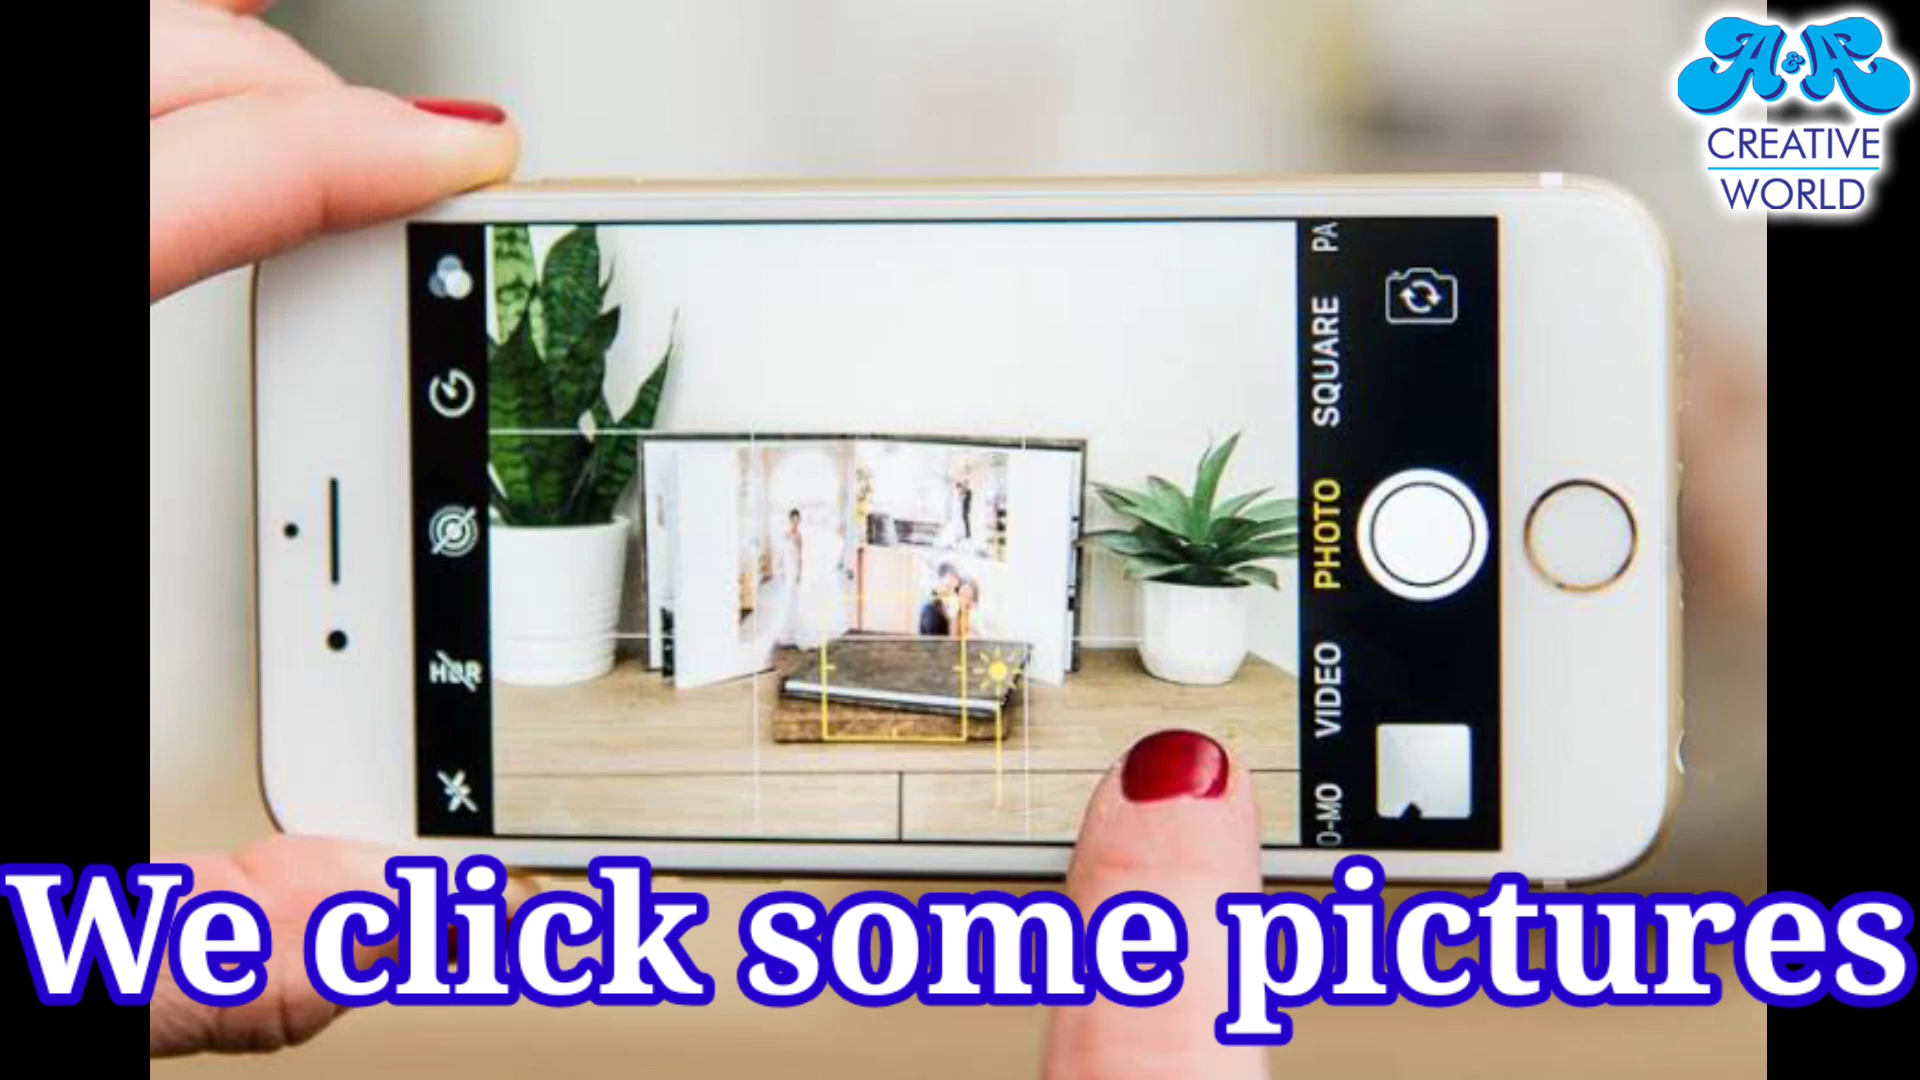 A&A
CREATIVE
WORLD
PA
SQUARE
PHOTO
VIDEO
O-MO
HDR
We click some pictures